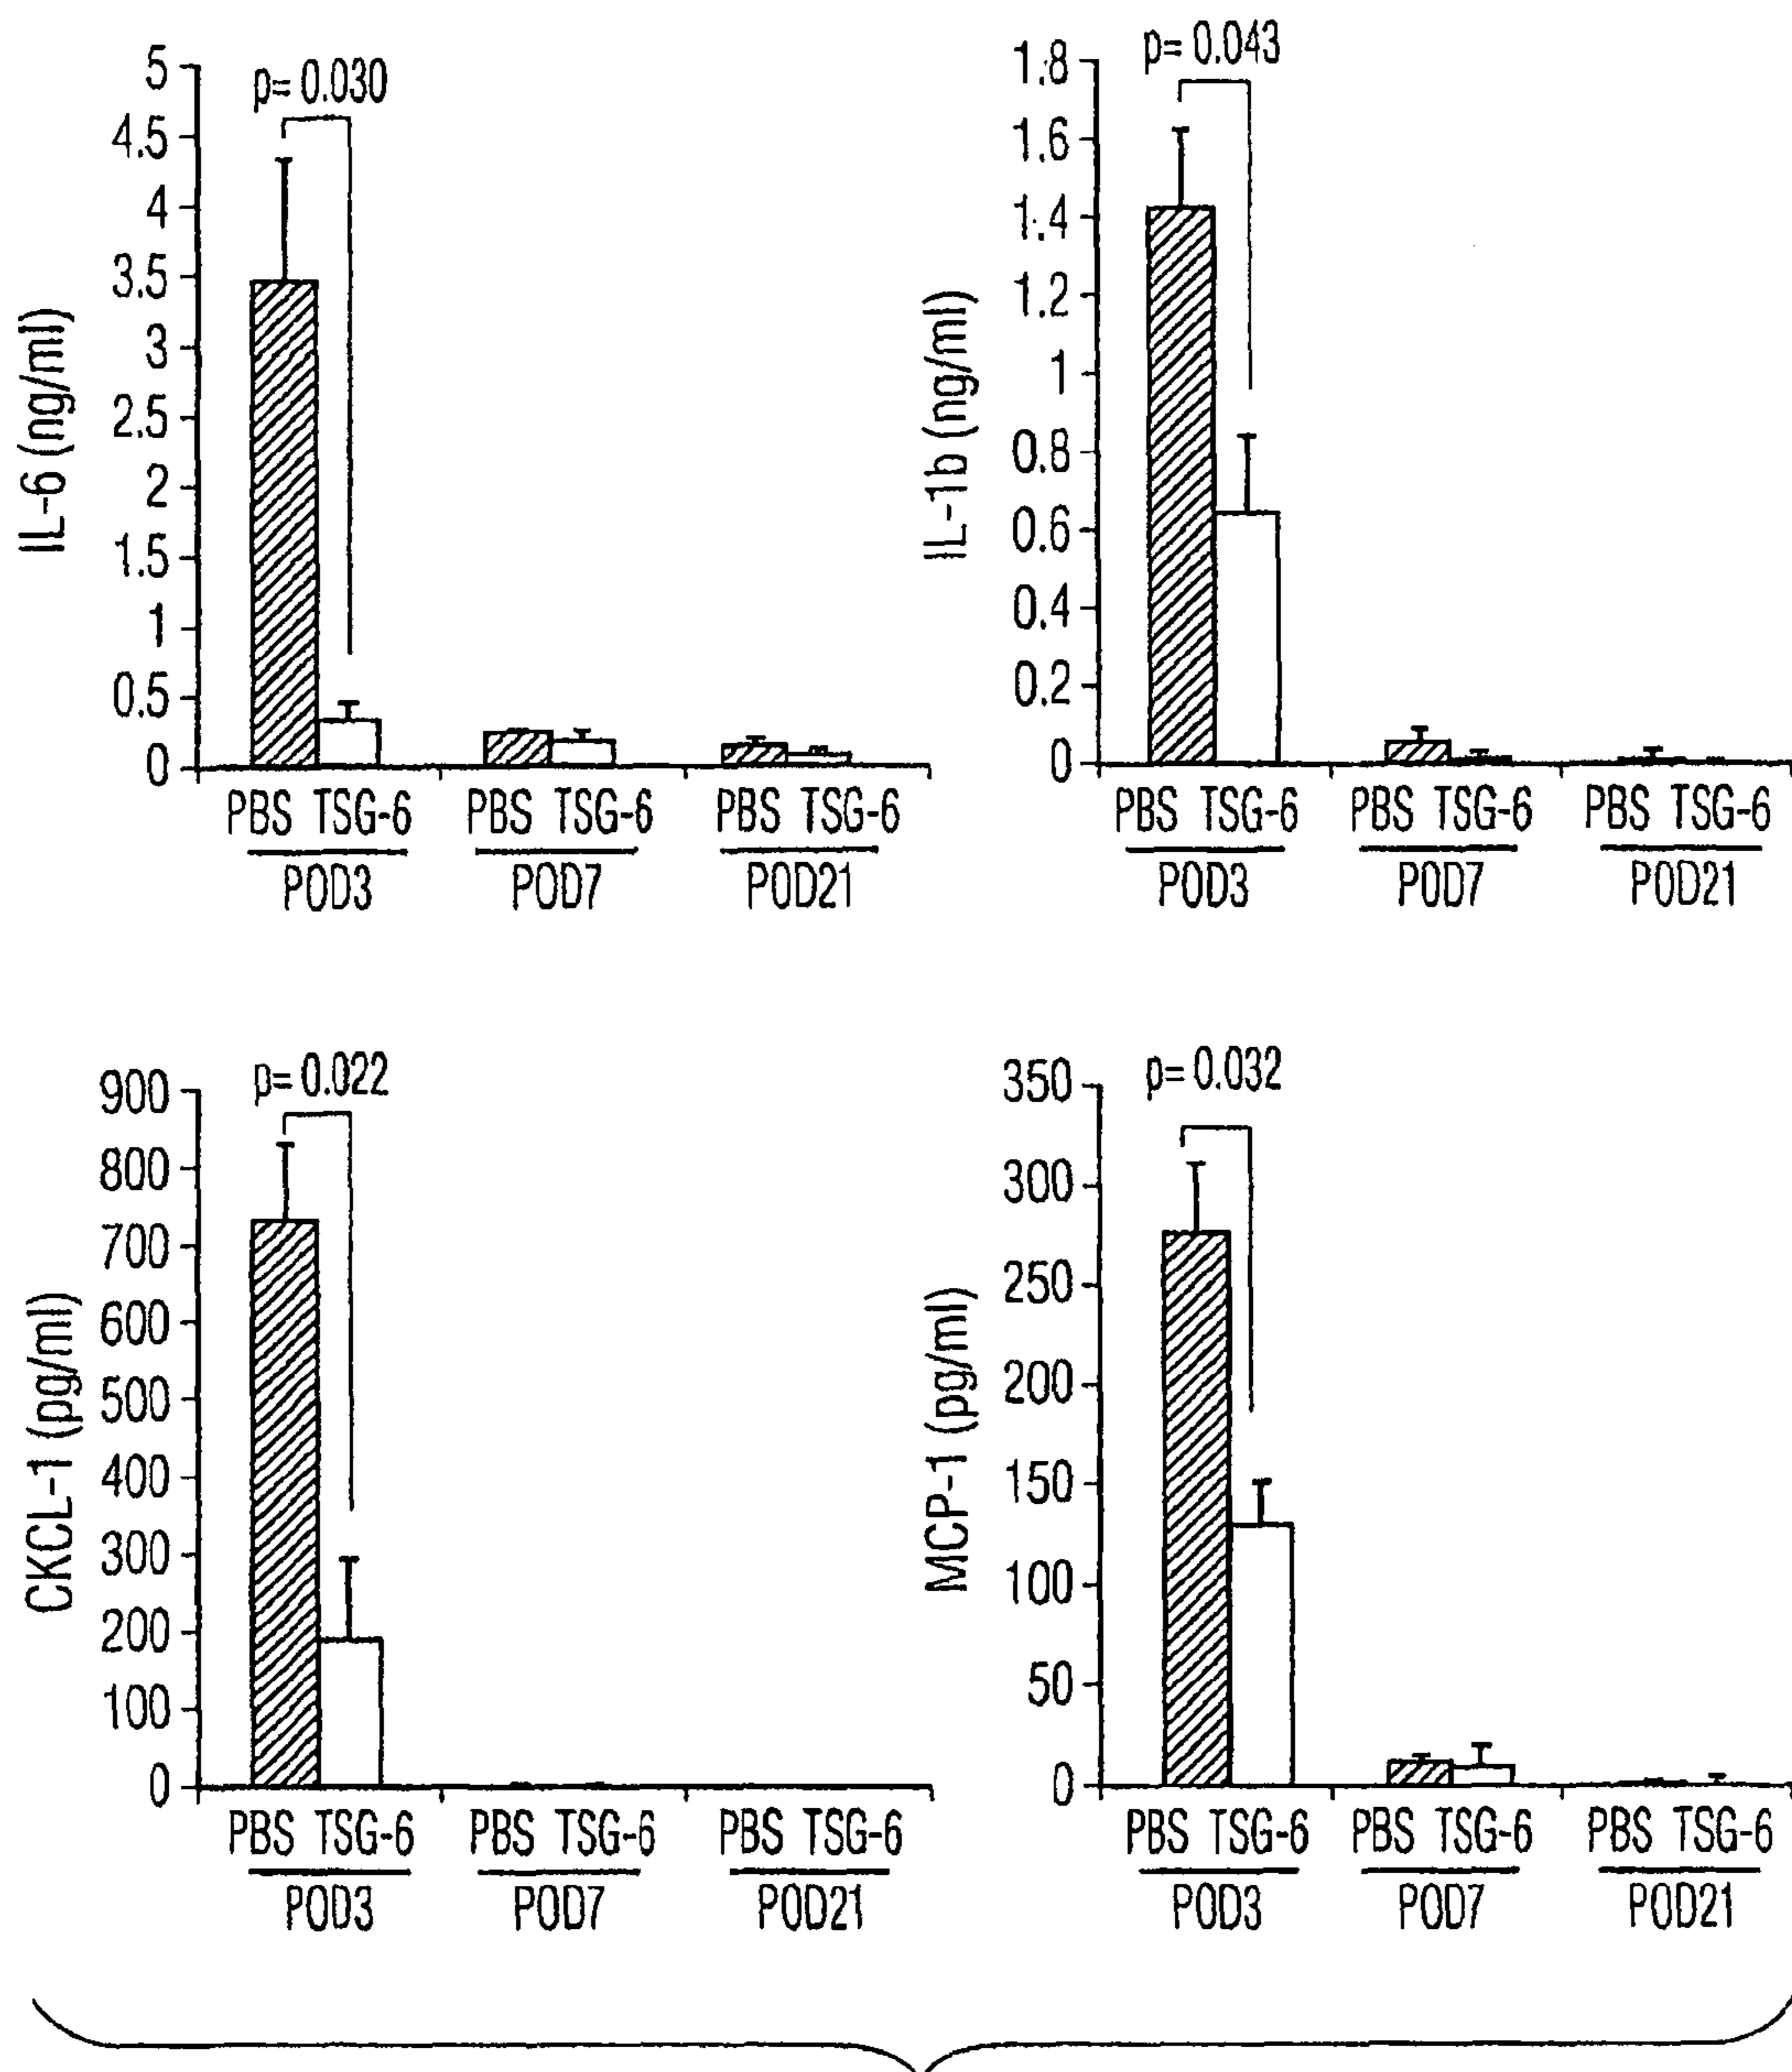 p= 0.030
5
4.5
4
3.5
3
2.5
2
1.5
1
0.5
0
IL-6 (ng/ml)
PBS TSG-6 PBS TSG-6 PBS TSG-6
POD3 POD7 POD21
p= 0.043
1.8
1.6
1.4
1.2
1
0.8
0.6
0.4
0.2
0
IL-1b (ng/ml)
PBS TSG-6 PBS TSG-6 PBS TSG-6
POD3 POD7 POD21
p= 0.022
900
800
700
600
500
400
300
200
100
0
CKCL-1 (pg/ml)
PBS TSG-6 PBS TSG-6 PBS TSG-6
POD3 POD7 POD21
p= 0.032
350
300
250
200
150
100
50
0
MCP-1 (pg/ml)
PBS TSG-6 PBS TSG-6 PBS TSG-6
POD3 POD7 POD21